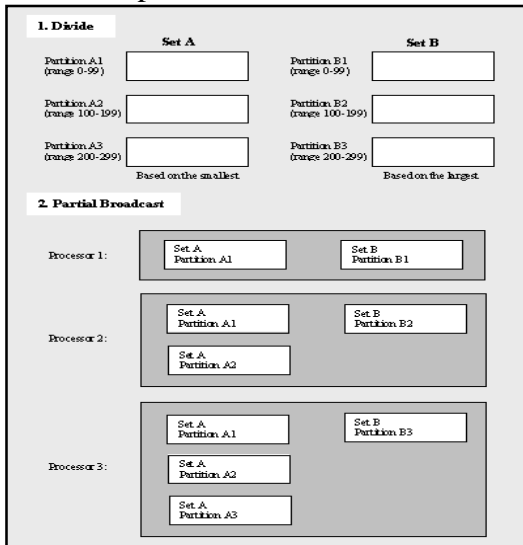 1. Divide
Set A
Set B
Partition A1
(range 0-99)
Partition B1
(range 0-99)
Partition A2
(range 100-199)
Partition B2
(range 100-199)
Partition A3
(range 200-299)
Partition B3
(range 200-299)
Based on the smallest
Based on the largest
2. Partial Broadcast
Processor 1:
Set A
Partition A1
Set B
Partition B1
Processor 2:
Set A
Partition A1
Set B
Partition B2
Set A
Partition A2
Processor 3:
Set A
Partition A1
Set B
Partition B3
Set A
Partition A2
Set A
Partition A3